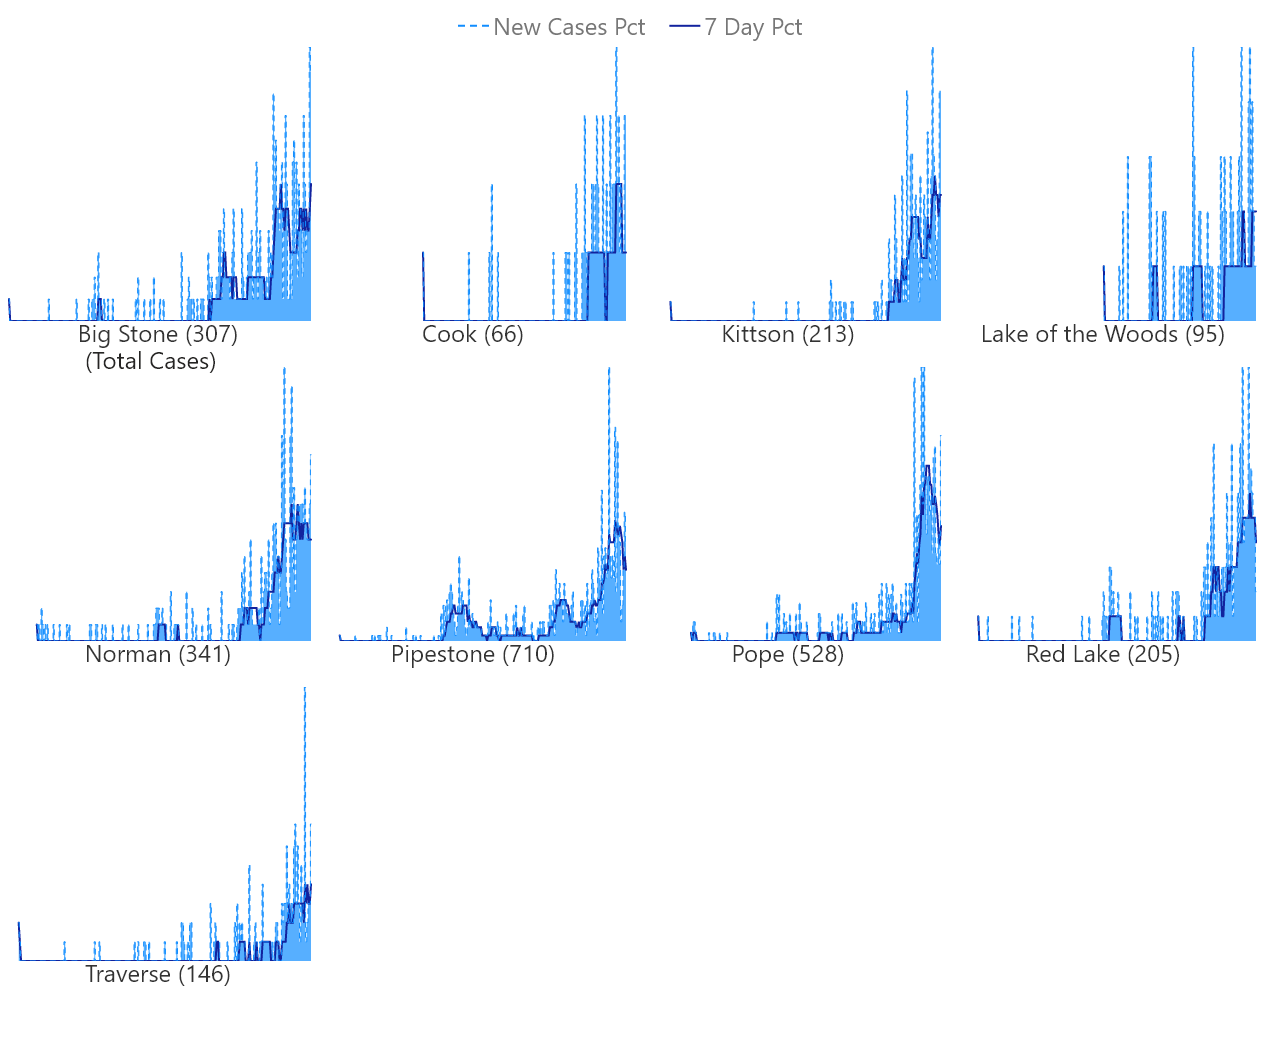 New Cases Pct 7 Day Pct
Big Stone (307)
(Total Cases)
Cook (66)
Kittson (213)
Lake of the Woods (95)
Norman (341)
Pipestone (710)
Pope (528)
Red Lake (205)
Traverse (146)